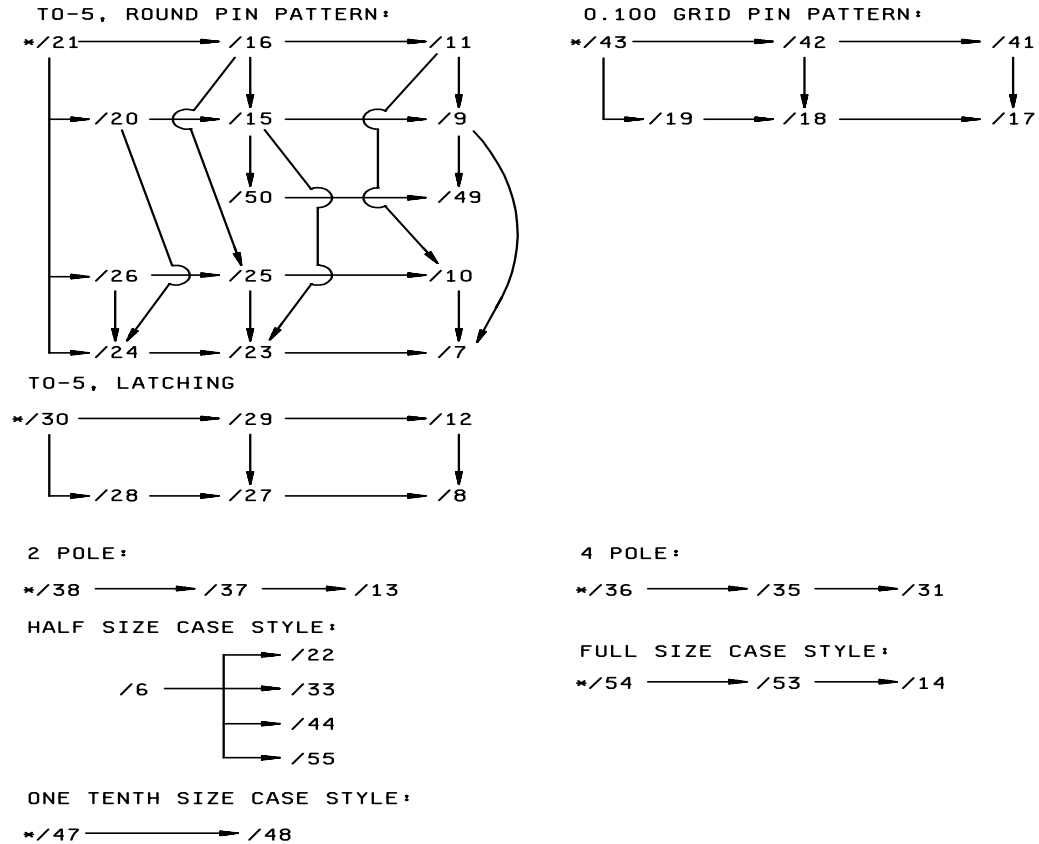 TO-5, ROUND PIN PATTERN:
*/21 /16 /11
/20 /15 /9
/50 /49
/26 /25 /10
/24 /23 /7
0.100 GRID PIN PATTERN:
*/43 /42 /41
/19 /18 /17
TO-5, LATCHING
*/30 /29 /12
/28 /27 /8
2 POLE:
*/38 /37 /13
4 POLE:
*/36 /35 /31
HALF SIZE CASE STYLE:
/22
/6 /33
/44
/55
FULL SIZE CASE STYLE:
*/54 /53 /14
ONE TENTH SIZE CASE STYLE:
*/47 /48